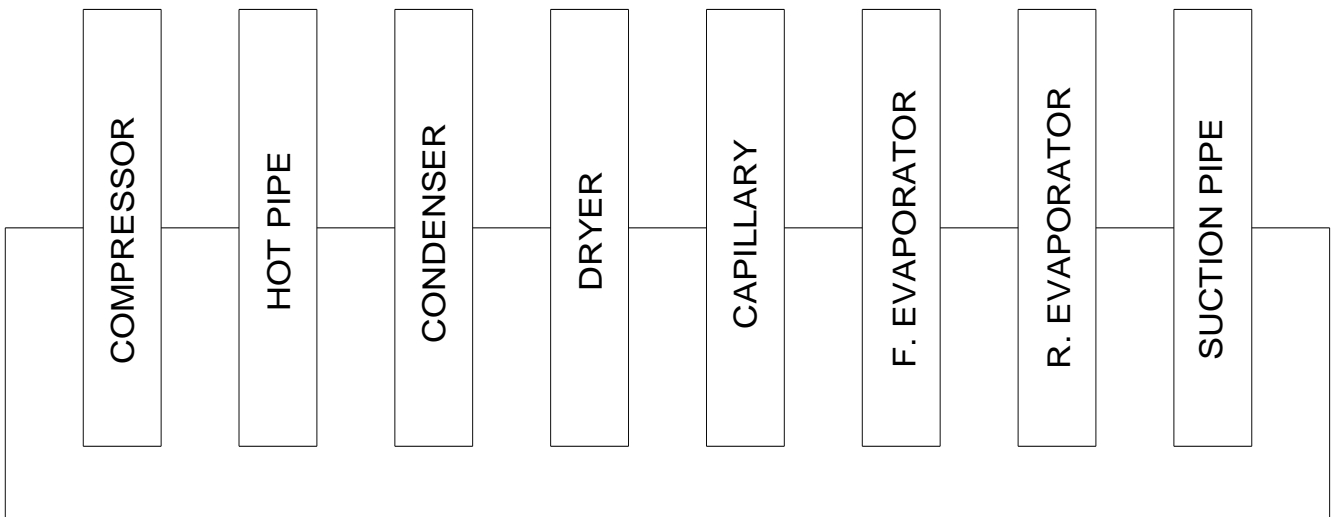 COMPRESSOR
HOT PIPE
CONDENSER
DRYER
CAPILLARY
F. EVAPORATOR
R. EVAPORATOR
SUCTION PIPE